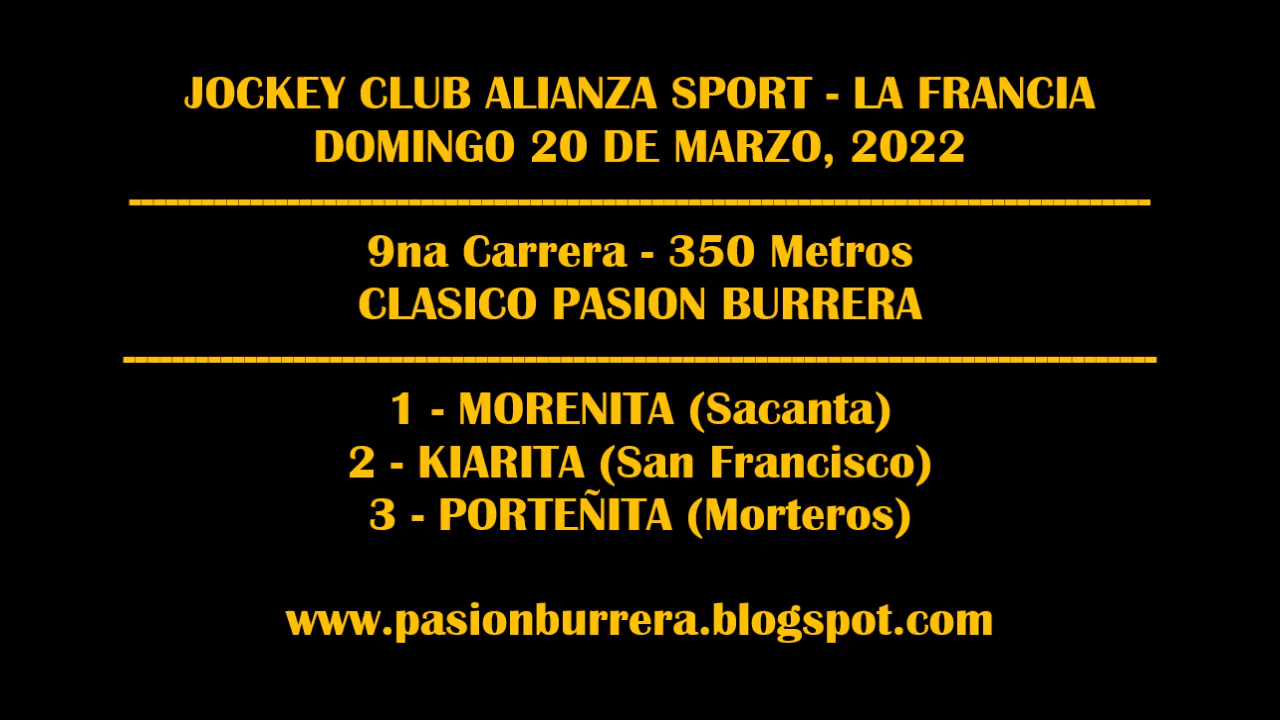 JOCKEY CLUB ALIANZA SPORT - LA FRANCIA
DOMINGO 20 DE MARZO, 2022
--------------------------------------------------------------------------------------
9na Carrera - 350 Metros
CLASICO PASION BURRERA
---------------------------------------------------------------------------------------
1 - MORENITA (Sacanta)
2 - KIARITA (San Francisco)
3 - PORTEÑITA (Morteros)
www.pasionburrera.blogspot.com